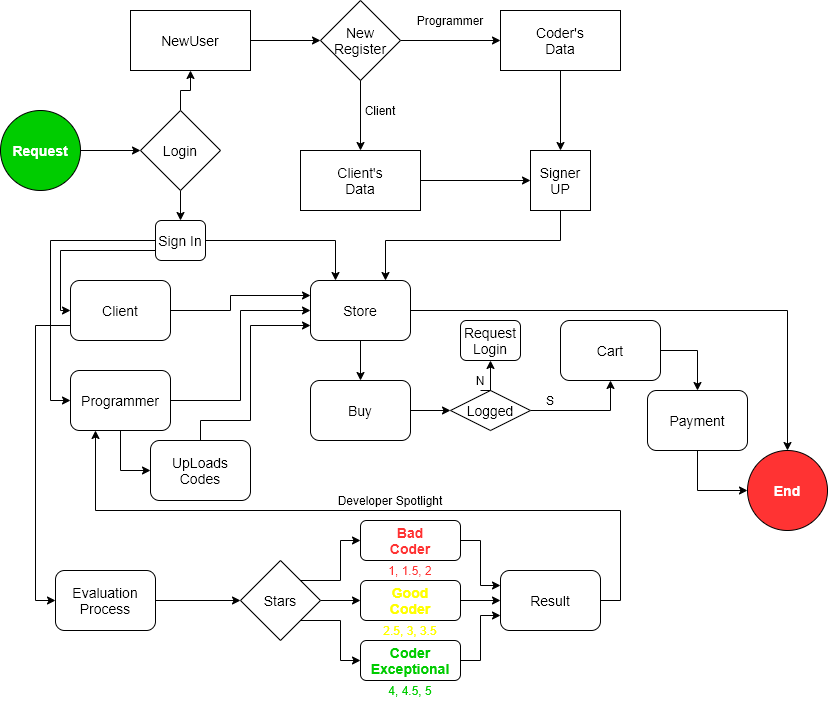 Programmer
NewUser
New
Register
Coder's
Data
Client
Request
Login
Client's
Data
Signer
UP
Sign In
Client
Store
Request
Login
Cart
N
Programmer
Buy
Logged
S
Payment
UpLoads
Codes
End
Developer Spotlight
Bad
Coder
1, 1.5, 2
Evaluation
Process
Stars
Good
Coder
2.5, 3, 3.5
Result
Coder
Exceptional
4, 4.5, 5